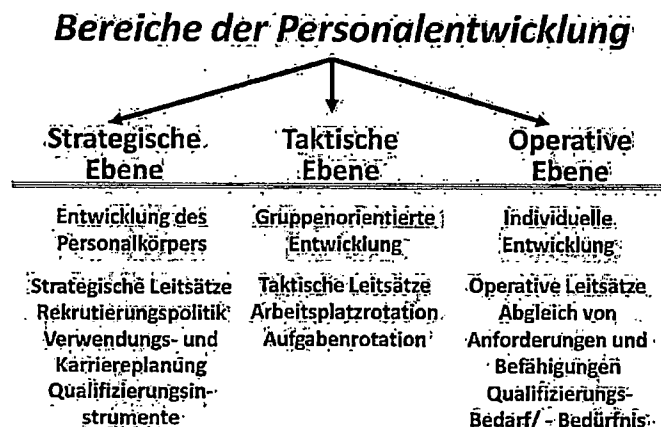 Bereiche der Personalentwicklung
Strategische
Ebene
Taktische
Ebene
Operative
Ebene
Entwicklung des
Personalkörpers
Gruppenorientierte
Entwicklung
Individuelle
Entwicklung
Strategische Leitsätze
Rekrutierungspolitik
Verwendungs- und
Karriereplanung
Qualifizierungsin-
strumente
Taktische Leitsätze
Arbeitsplatzrotation
Aufgabenrotation
Operative Leitsätze
Abgleich von
Anforderungen und
Befähigungen
Qualifizierungs-
Bedarf/ - Bedürfnis